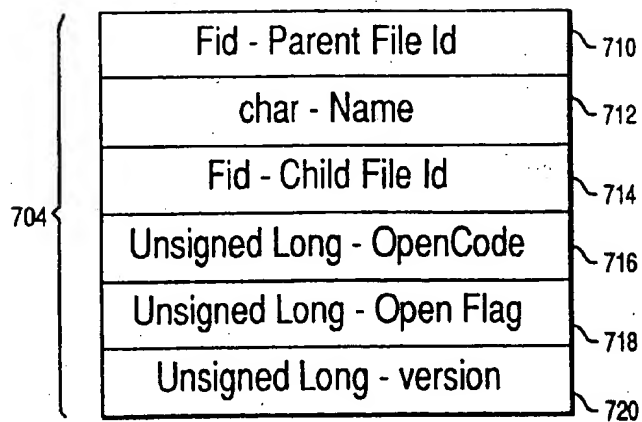 Fid - Parent File Id 710
char - Name 712
Fid - Child File Id 714
704
Unsigned Long - OpenCode 716
Unsigned Long - Open Flag 718
Unsigned Long - version 720